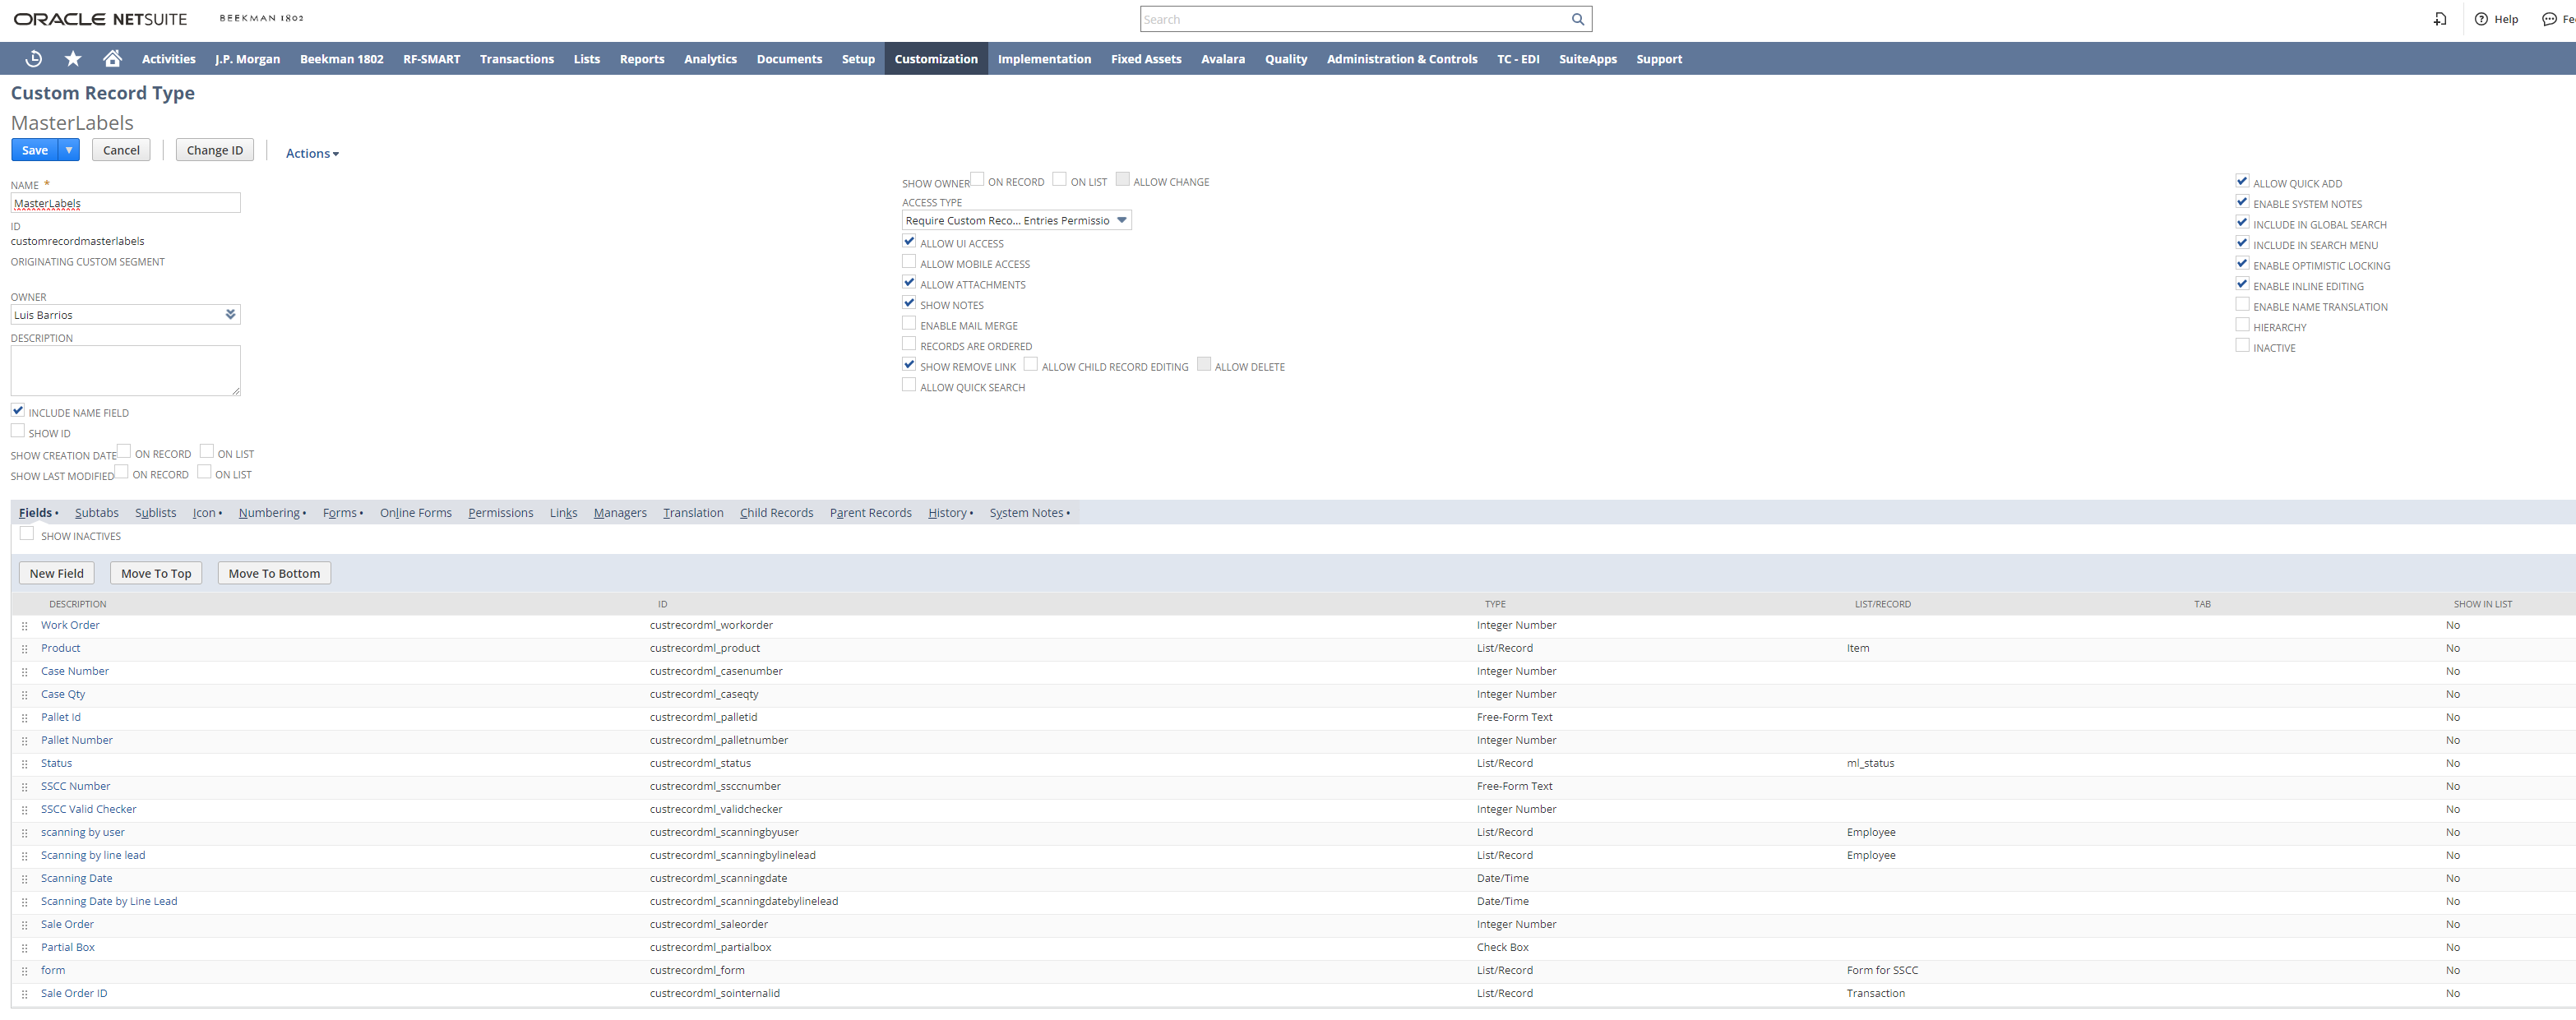 ORACLE NETSUITE BEEKMAN 1802 Search Help
Activities J.P. Morgan Beekman 1802 RF-SMART Transactions Lists Reports Analytics Documents Setup Customization Implementation Fixed Assets Avalara Quality Administration & Controls TC - EDI SuiteApps Support
Custom Record Type
MasterLabels
Save Cancel Change ID Actions
NAME *
MasterLabels
ID
customrecordmasterlabels
ORIGINATING CUSTOM SEGMENT
OWNER
Luis Barrios
DESCRIPTION
INCLUDE NAME FIELD
SHOW ID
SHOW CREATION DATE ON RECORD ON LIST
SHOW LAST MODIFIED ON RECORD ON LIST
SHOW OWNER ON RECORD ON LIST ALLOW CHANGE
ACCESS TYPE
Require Custom Reco... Entries Permissio
ALLOW UI ACCESS
ALLOW MOBILE ACCESS
ALLOW ATTACHMENTS
SHOW NOTES
ENABLE MAIL MERGE
RECORDS ARE ORDERED
SHOW REMOVE LINK ALLOW CHILD RECORD EDITING ALLOW DELETE
ALLOW QUICK SEARCH
ALLOW QUICK ADD
ENABLE SYSTEM NOTES
INCLUDE IN GLOBAL SEARCH
INCLUDE IN SEARCH MENU
ENABLE OPTIMISTIC LOCKING
ENABLE INLINE EDITING
ENABLE NAME TRANSLATION
HIERARCHY
INACTIVE
Fields • Subtabs Sublists Icon • Numbering • Forms • Online Forms Permissions Links Managers Translation Child Records Parent Records History • System Notes •
SHOW INACTIVES
New Field Move To Top Move To Bottom
DESCRIPTION ID TYPE LIST/RECORD TAB SHOW IN LIST
Work Order custrecordml_workorder Integer Number No
Product custrecordml_product List/Record Item No
Case Number custrecordml_casenumber Integer Number No
Case Qty custrecordml_caseqty Integer Number No
Pallet Id custrecordml_palletid Free-Form Text No
Pallet Number custrecordml_palletnumber Integer Number No
Status custrecordml_status List/Record ml_status No
SSCC Number custrecordml_ssccnumber Free-Form Text No
SSCC Valid Checker custrecordml_validchecker Integer Number No
scanning by user custrecordml_scanningbyuser List/Record Employee No
Scanning by line lead custrecordml_scanningbylinelead List/Record Employee No
Scanning Date custrecordml_scanningdate Date/Time No
Scanning Date by Line Lead custrecordml_scanningdatebylinelead Date/Time No
Sale Order custrecordml_saleorder Integer Number No
Partial Box custrecordml_partialbox Check Box No
form custrecordml_form List/Record Form for SSCC No
Sale Order ID custrecordml_sointernalid List/Record Transaction No